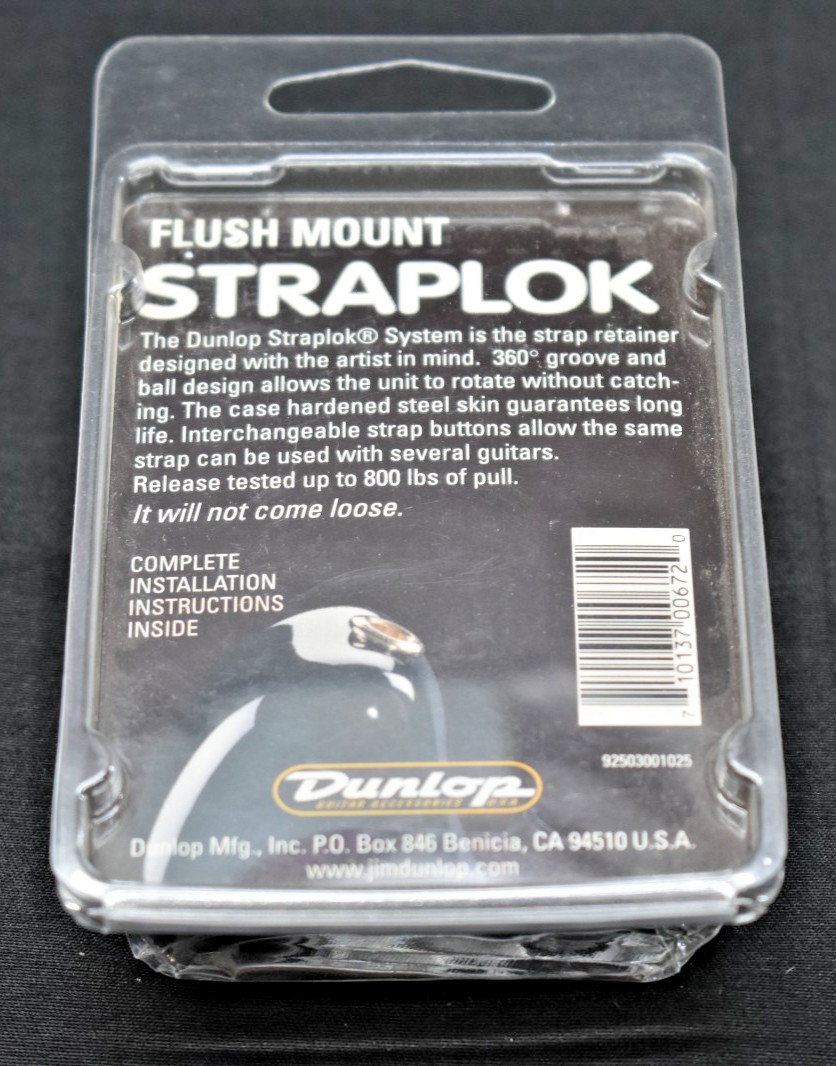 FLUSH MOUNT
STRAPLOK
The Dunlop Straplok® System is the strap retainer
designed with the artist in mind. 360° groove and
ball design allows the unit to rotate without catch-
ing. The case hardened steel skin guarantees long
life. Interchangeable strap buttons allow the same
strap can be used with several guitars.
Release tested up to 800 lbs of pull.
It will not come loose.
COMPLETE
INSTALLATION
INSTRUCTIONS
INSIDE
7 10137 00672 0
92503001025
Dunlop
GUITAR ACCESSORIES U.S.A.
Dunlop Mfg., Inc. P.O. Box 846 Benicia, CA 94510 U.S.A.
www.jimdunlop.com